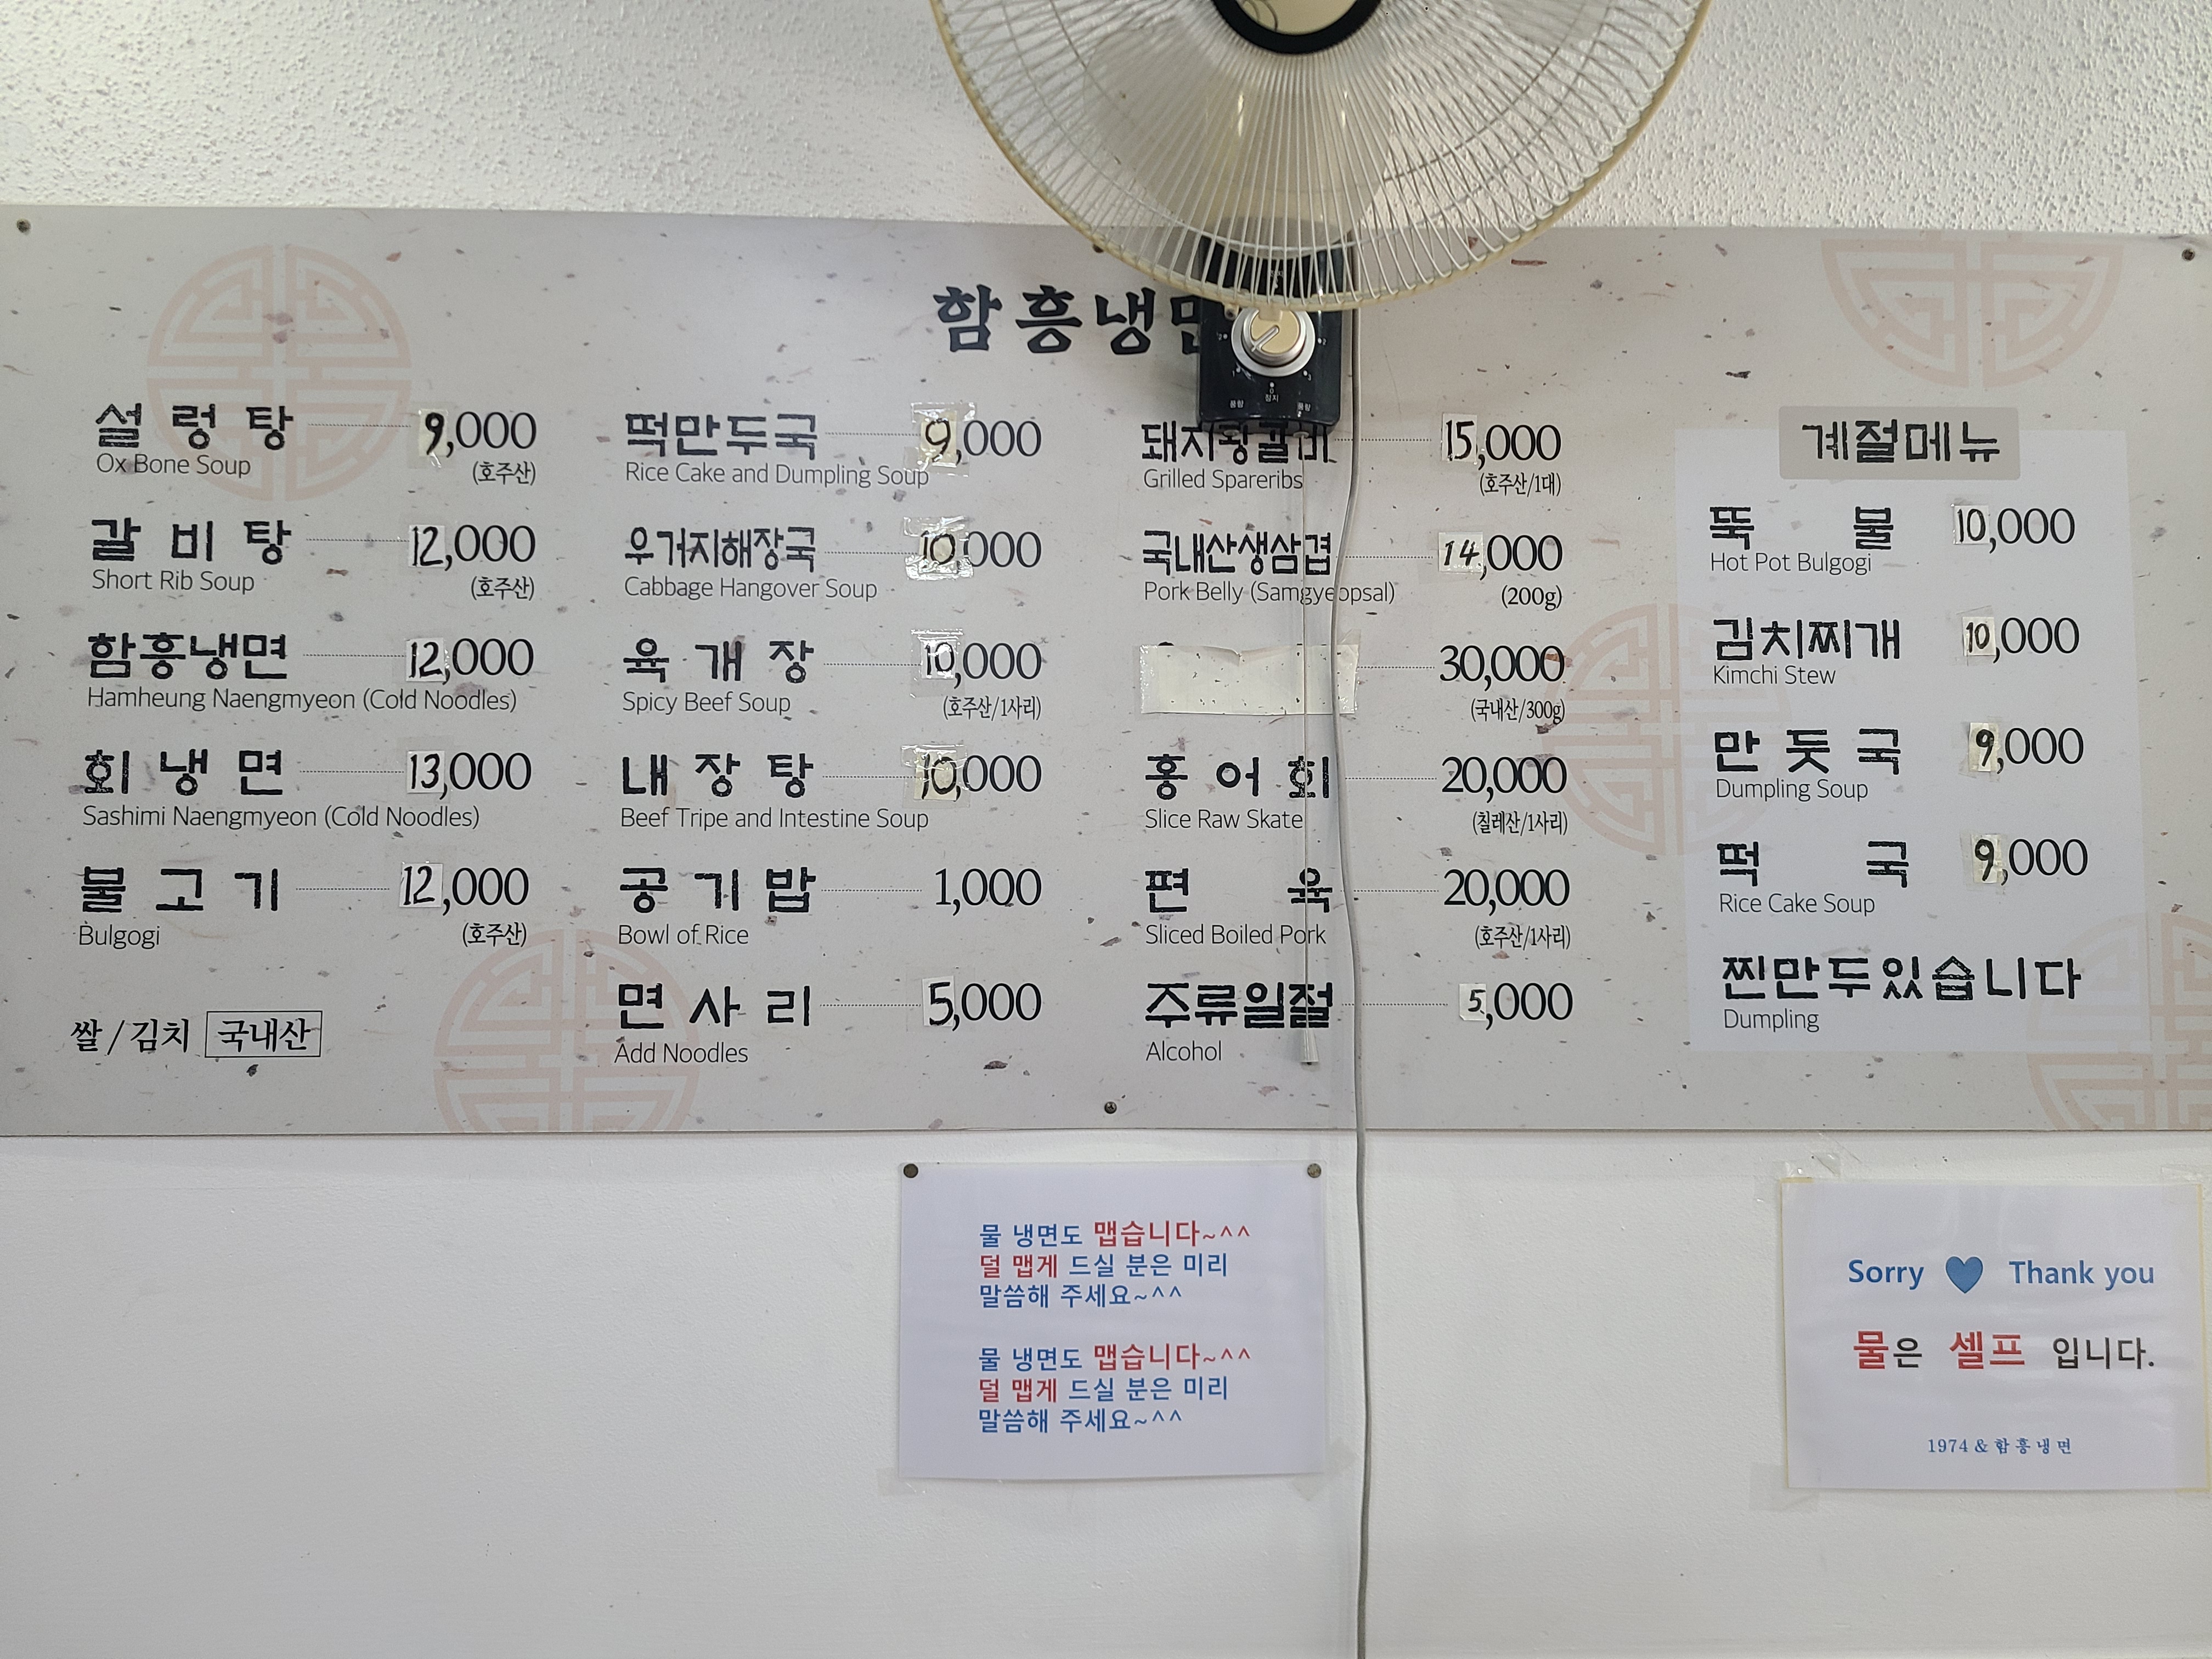 함흥냉면
설렁탕 9,000
Ox Bone Soup (호주산)
갈비탕 12,000
Short Rib Soup (호주산)
함흥냉면 12,000
Hamheung Naengmyeon (Cold Noodles)
회냉면 13,000
Sashimi Naengmyeon (Cold Noodles)
불고기 12,000
Bulgogi (호주산)
쌀/김치 국내산
떡만두국 9,000
Rice Cake and Dumpling Soup
우거지해장국 10,000
Cabbage Hangover Soup
육개장 10,000
Spicy Beef Soup (호주산/1사리)
내장탕 10,000
Beef Tripe and Intestine Soup
공기밥 1,000
Bowl of Rice
면사리 5,000
Add Noodles
돼지왕갈비 15,000
Grilled Spareribs (호주산/1대)
국내산생삼겹 14,000
Pork Belly (Samgyeopsal) (200g)
30,000
(국내산/300g)
홍어회 20,000
Slice Raw Skate (칠레산/1사리)
편육 20,000
Sliced Boiled Pork (호주산/1사리)
주류일절 5,000
Alcohol
계절메뉴
뚝불 10,000
Hot Pot Bulgogi
김치찌개 10,000
Kimchi Stew
만둣국 9,000
Dumpling Soup
떡국 9,000
Rice Cake Soup
찐만두있습니다
Dumpling
물 냉면도 맵습니다~^^
덜 맵게 드실 분은 미리
말씀해 주세요~^^
물 냉면도 맵습니다~^^
덜 맵게 드실 분은 미리
말씀해 주세요~^^
Sorry Thank you
물은 셀프 입니다.
1974&함흥냉면